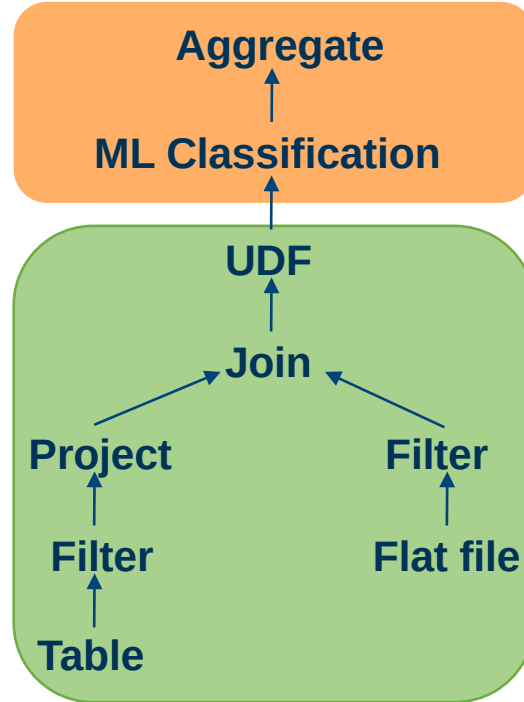 Aggregate
ML Classification
UDF
Join
Project
Filter
Filter
Flat file
Table